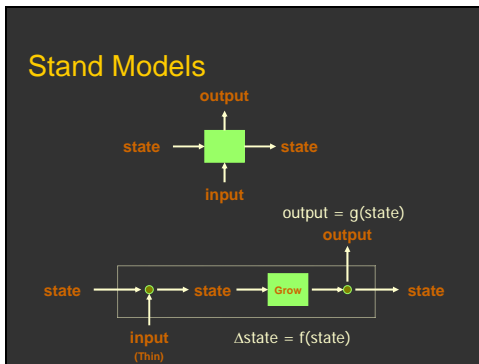 Stand Models
output
state state
input
output = g(state)
output
state state Grow state
input
(Thin)
Δstate = f(state)